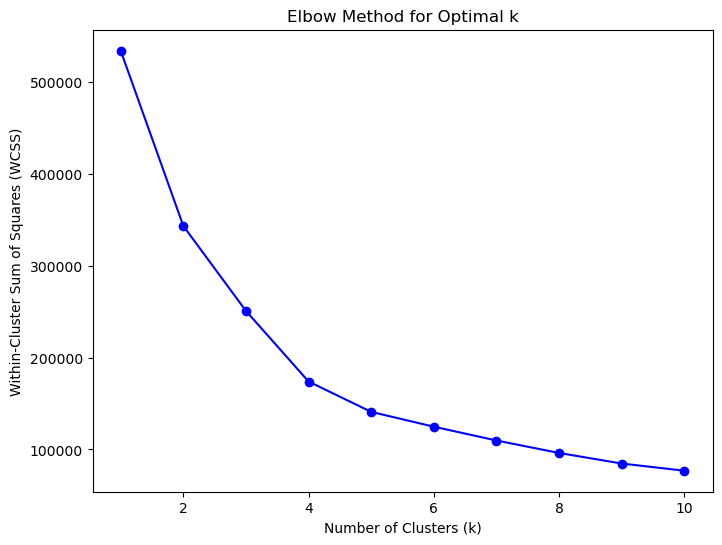 Elbow Method for Optimal k
500000
400000
300000
200000
100000
Within-Cluster Sum of Squares (WCSS)
2 4 6 8 10
Number of Clusters (k)